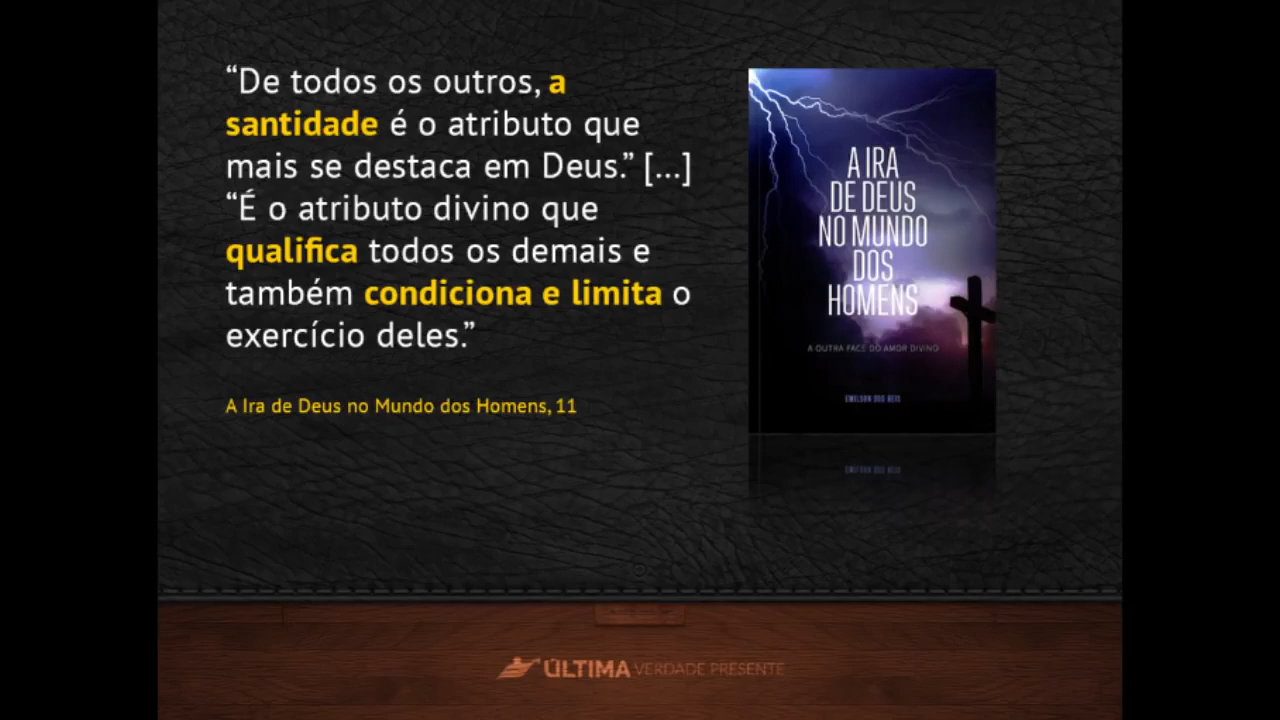 “De todos os outros, a
santidade é o atributo que
mais se destaca em Deus.” [...]
“É o atributo divino que
qualifica todos os demais e
também condiciona e limita o
exercício deles.”
A Ira de Deus no Mundo dos Homens, 11
A IRA
DE DEUS
NO MUNDO
DOS
HOMENS
A OUTRA FACE DO AMOR DIVINO
EMILSON DOS REIS
ÚLTIMA VERDADE PRESENTE